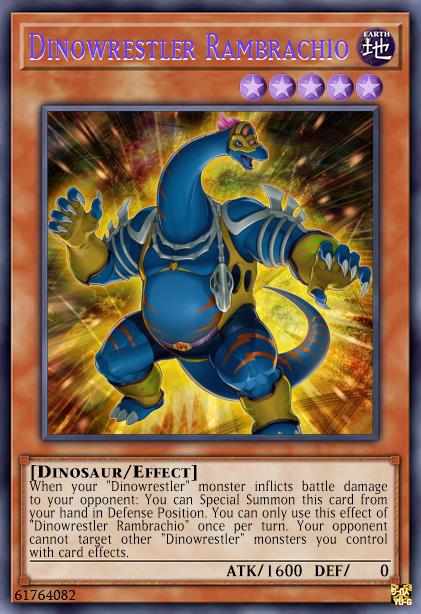 DINOWRESTLER RAMBRACHIO
EARTH
地
[DINOSAUR/EFFECT]
When your "Dinowrestler" monster inflicts battle damage
to your opponent: You can Special Summon this card from
your hand in Defense Position. You can only use this effect of
"Dinowrestler Rambrachio" once per turn. Your opponent
cannot target other "Dinowrestler" monsters you control
with card effects.
ATK/1600 DEF/ 0
61764082